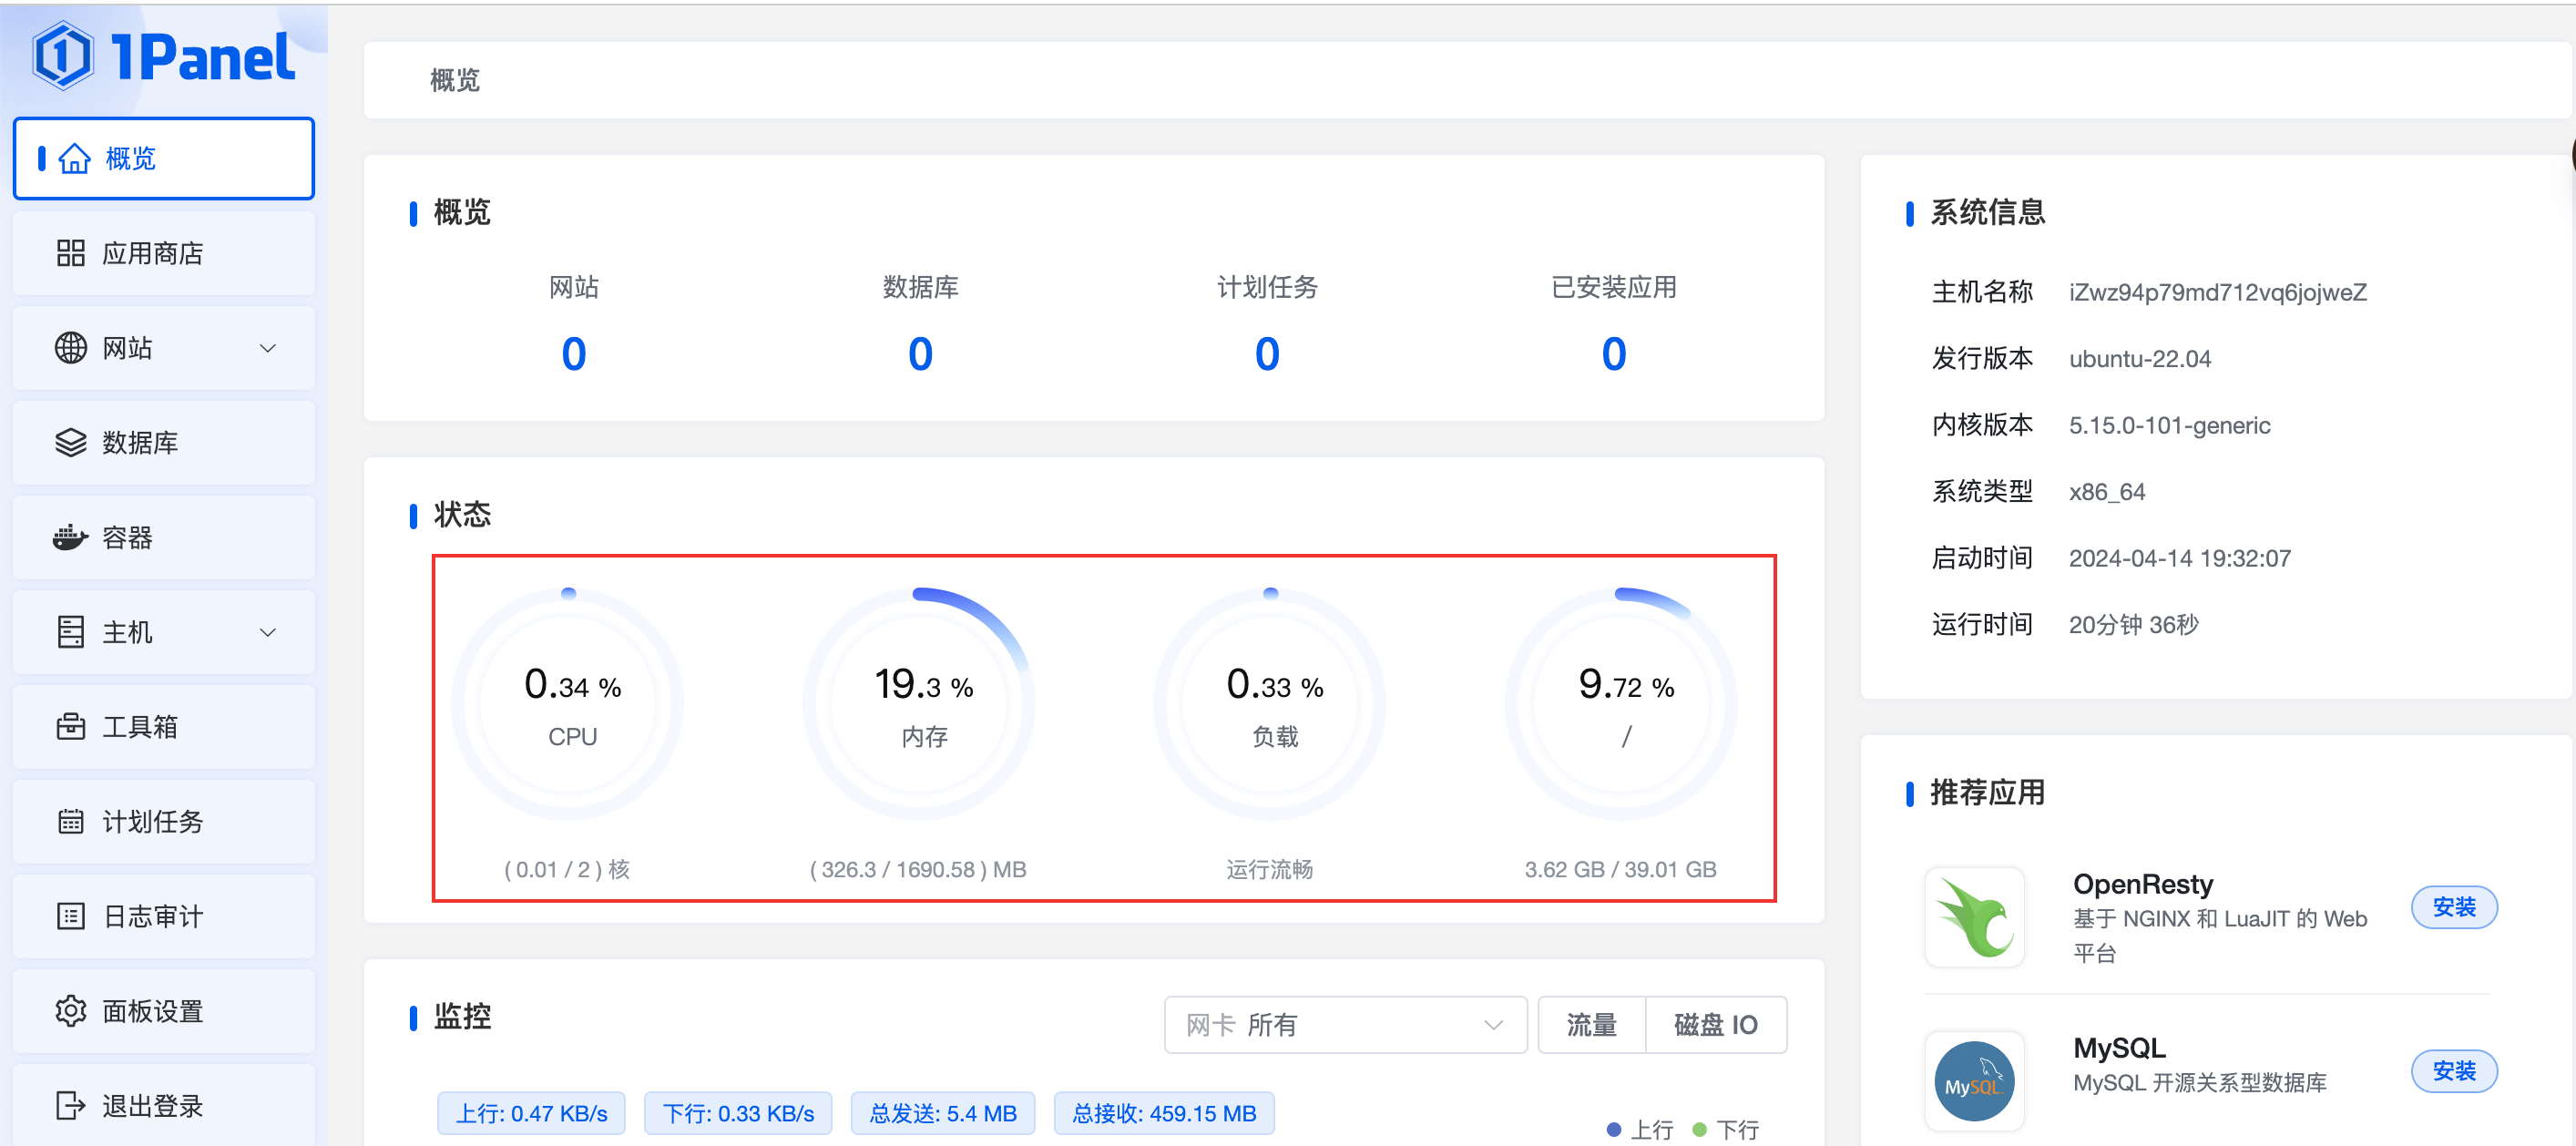 1Panel
概览
应用商店
网站
数据库
容器
主机
工具箱
计划任务
日志审计
面板设置
退出登录
概览
概览
网站
数据库
计划任务
已安装应用
0
0
0
0
状态
0.34 %
CPU
( 0.01 / 2 ) 核
19.3 %
内存
( 326.3 / 1690.58 ) MB
0.33 %
负载
运行流畅
9.72 %
/
3.62 GB / 39.01 GB
监控
网卡 所有
流量
磁盘 IO
上行: 0.47 KB/s
下行: 0.33 KB/s
总发送: 5.4 MB
总接收: 459.15 MB
上行
下行
系统信息
主机名称 iZwz94p79md712vq6jojweZ
发行版本 ubuntu-22.04
内核版本 5.15.0-101-generic
系统类型 x86_64
启动时间 2024-04-14 19:32:07
运行时间 20分钟 36秒
推荐应用
OpenResty
基于 NGINX 和 LuaJIT 的 Web
平台
安装
MySQL
MySQL
MySQL 开源关系型数据库
安装